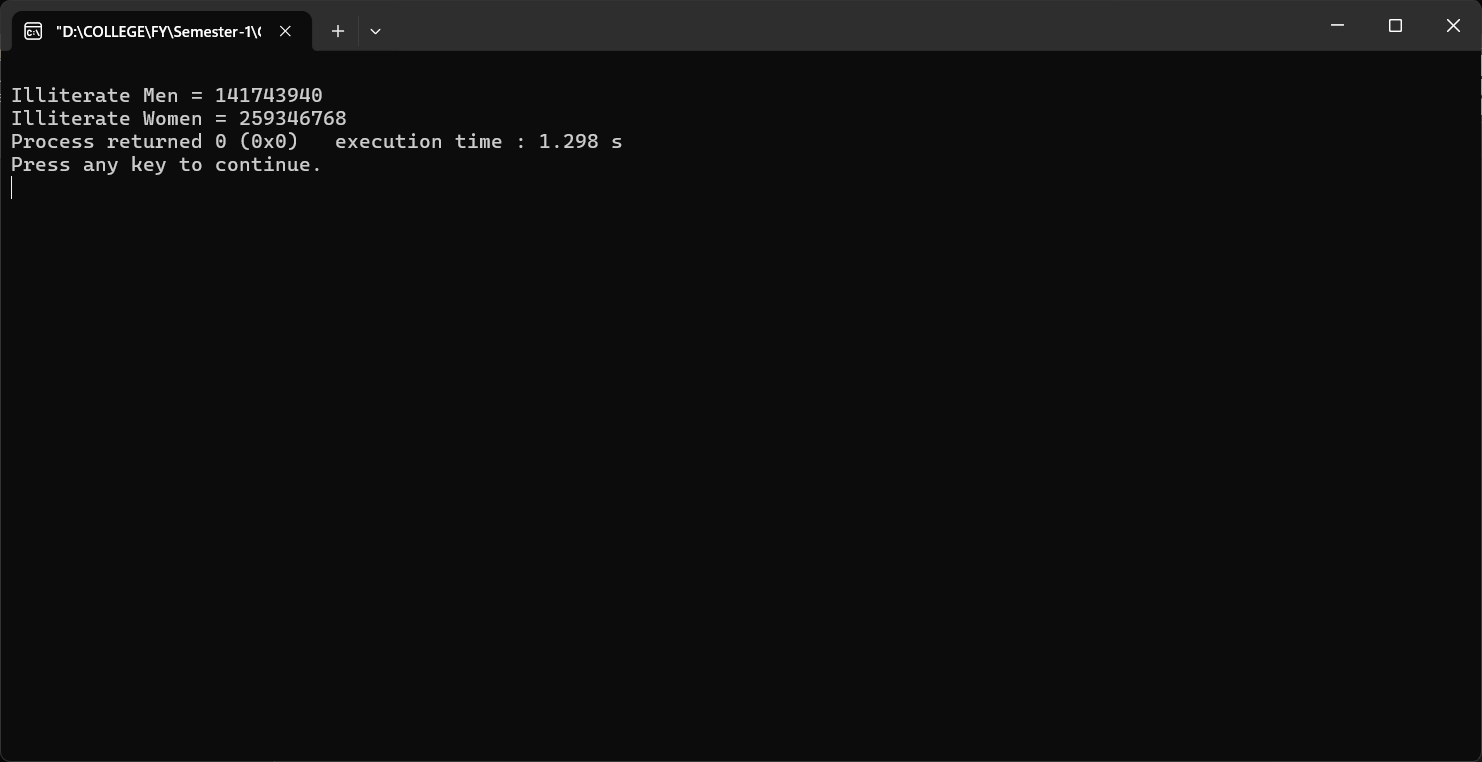 "D:\COLLEGE\FY\Semester-1\
Illiterate Men = 141743940
Illiterate Women = 259346768
Process returned 0 (0x0)   execution time : 1.298 s
Press any key to continue.